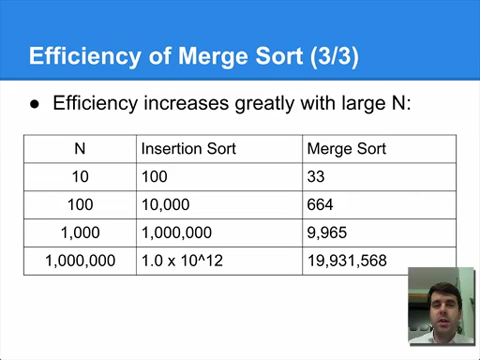 Efficiency of Merge Sort (3/3)
● Efficiency increases greatly with large N:
N Insertion Sort Merge Sort
10 100 33
100 10,000 664
1,000 1,000,000 9,965
1,000,000 1.0 x 10^12 19,931,568